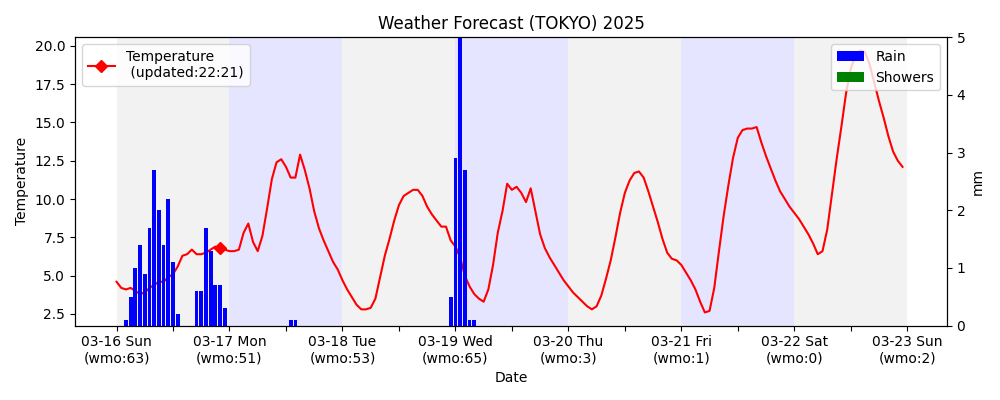 Weather Forecast (TOKYO) 2025
Temperature
(updated:22:21)
Rain
Showers
Temperature
20.0
17.5
15.0
12.5
10.0
7.5
5.0
2.5
5
4
3
2
1
0
mm
03-16 Sun
(wmo:63)
03-17 Mon
(wmo:51)
03-18 Tue
(wmo:53)
03-19 Wed
(wmo:65)
03-20 Thu
(wmo:3)
03-21 Fri
(wmo:1)
03-22 Sat
(wmo:0)
03-23 Sun
(wmo:2)
Date